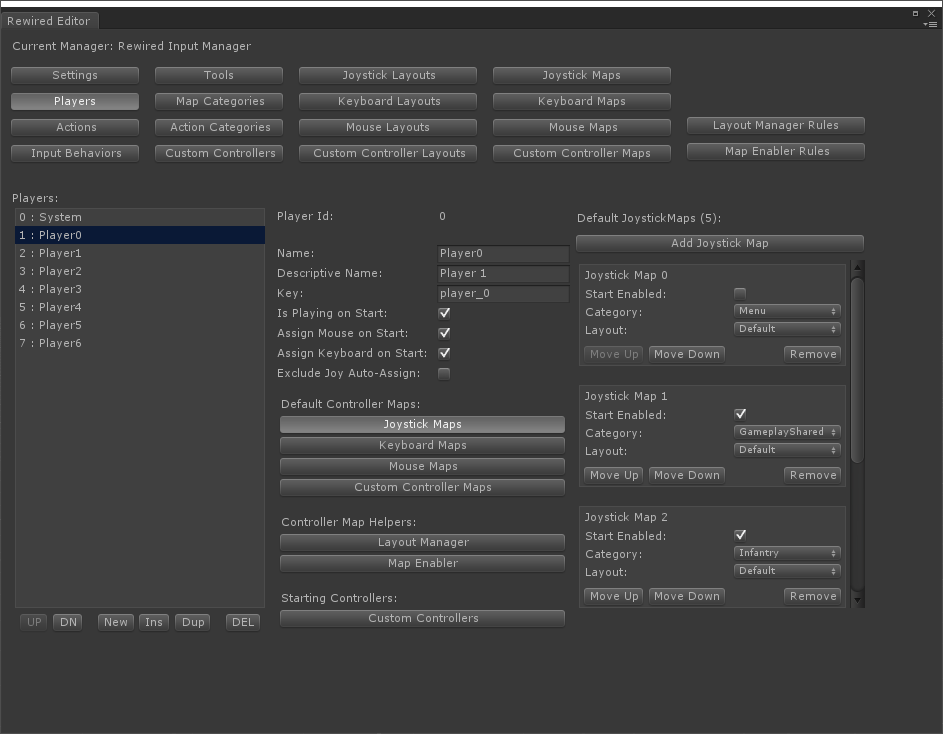 Rewired Editor
Current Manager: Rewired Input Manager
Settings Tools Joystick Layouts Joystick Maps
Players Map Categories Keyboard Layouts Keyboard Maps
Actions Action Categories Mouse Layouts Mouse Maps Layout Manager Rules
Input Behaviors Custom Controllers Custom Controller Layouts Custom Controller Maps Map Enabler Rules
Players:
0 : System
1 : Player0
2 : Player1
3 : Player2
4 : Player3
5 : Player4
6 : Player5
7 : Player6
UP DN New Ins Dup DEL
Player Id: 0
Name: Player0
Descriptive Name: Player 1
Key: player_0
Is Playing on Start:
Assign Mouse on Start:
Assign Keyboard on Start:
Exclude Joy Auto-Assign:
Default Controller Maps:
Joystick Maps
Keyboard Maps
Mouse Maps
Custom Controller Maps
Controller Map Helpers:
Layout Manager
Map Enabler
Starting Controllers:
Custom Controllers
Default JoystickMaps (5):
Add Joystick Map
Joystick Map 0
Start Enabled:
Category: Menu
Layout: Default
Move Up Move Down Remove
Joystick Map 1
Start Enabled:
Category: GameplayShared
Layout: Default
Move Up Move Down Remove
Joystick Map 2
Start Enabled:
Category: Infantry
Layout: Default
Move Up Move Down Remove